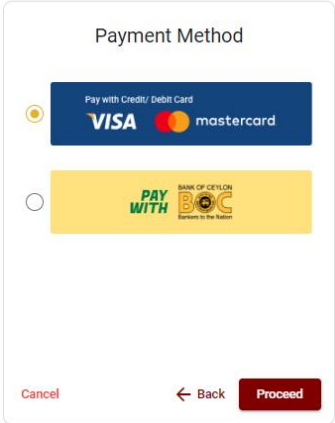 Payment Method
Pay with Credit/ Debit Card
VISA mastercard
PAY WITH
BANK OF CEYLON
BOC
Bankers to the Nation
Cancel
Back
Proceed